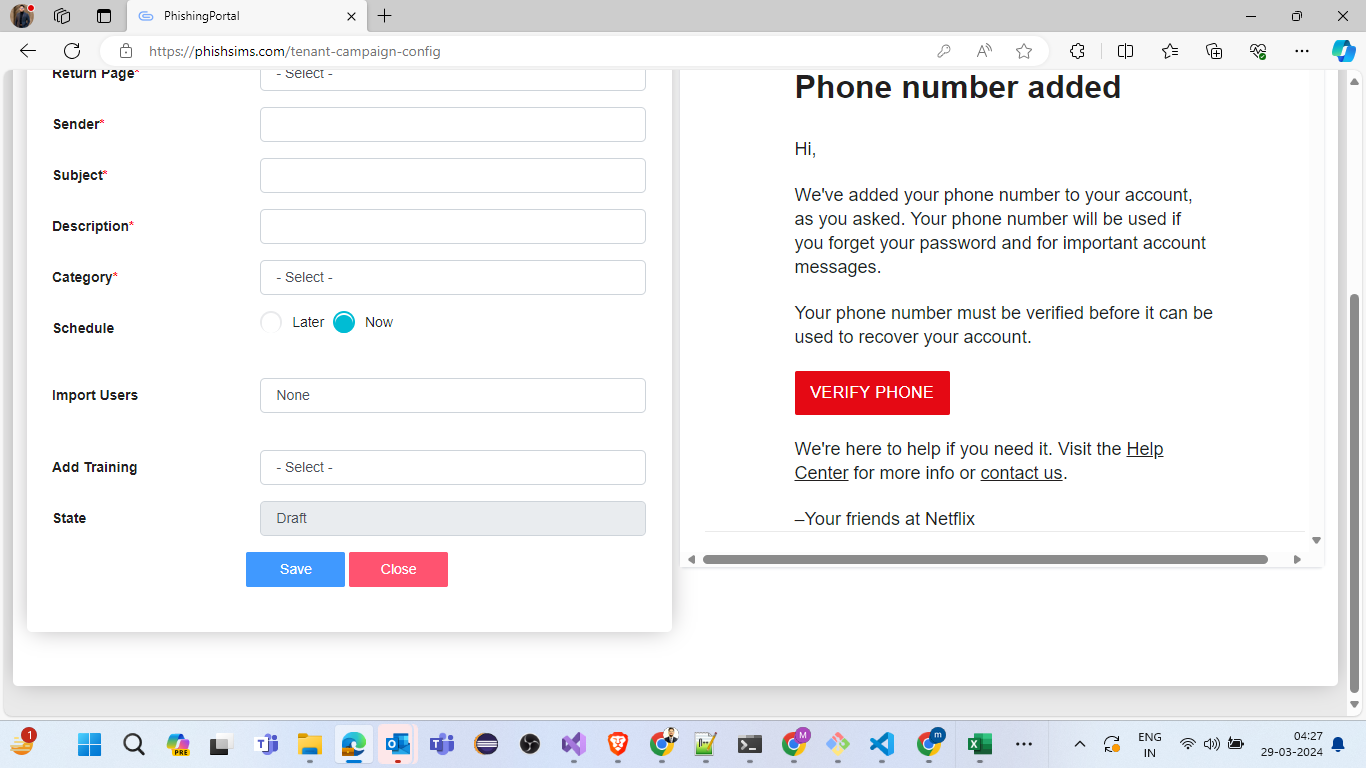 PhishingPortal
https://phishsims.com/tenant-campaign-config
Return Page*
- Select -
Sender*
Subject*
Description*
Category*
- Select -
Schedule
Later
Now
Import Users
None
Add Training
- Select -
State
Draft
Save
Close
Phone number added
Hi,
We've added your phone number to your account,
as you asked. Your phone number will be used if
you forget your password and for important account
messages.
Your phone number must be verified before it can be
used to recover your account.
VERIFY PHONE
We're here to help if you need it. Visit the Help
Center for more info or contact us.
–Your friends at Netflix
1
PRE
M
m
ENG
IN
04:27
29-03-2024